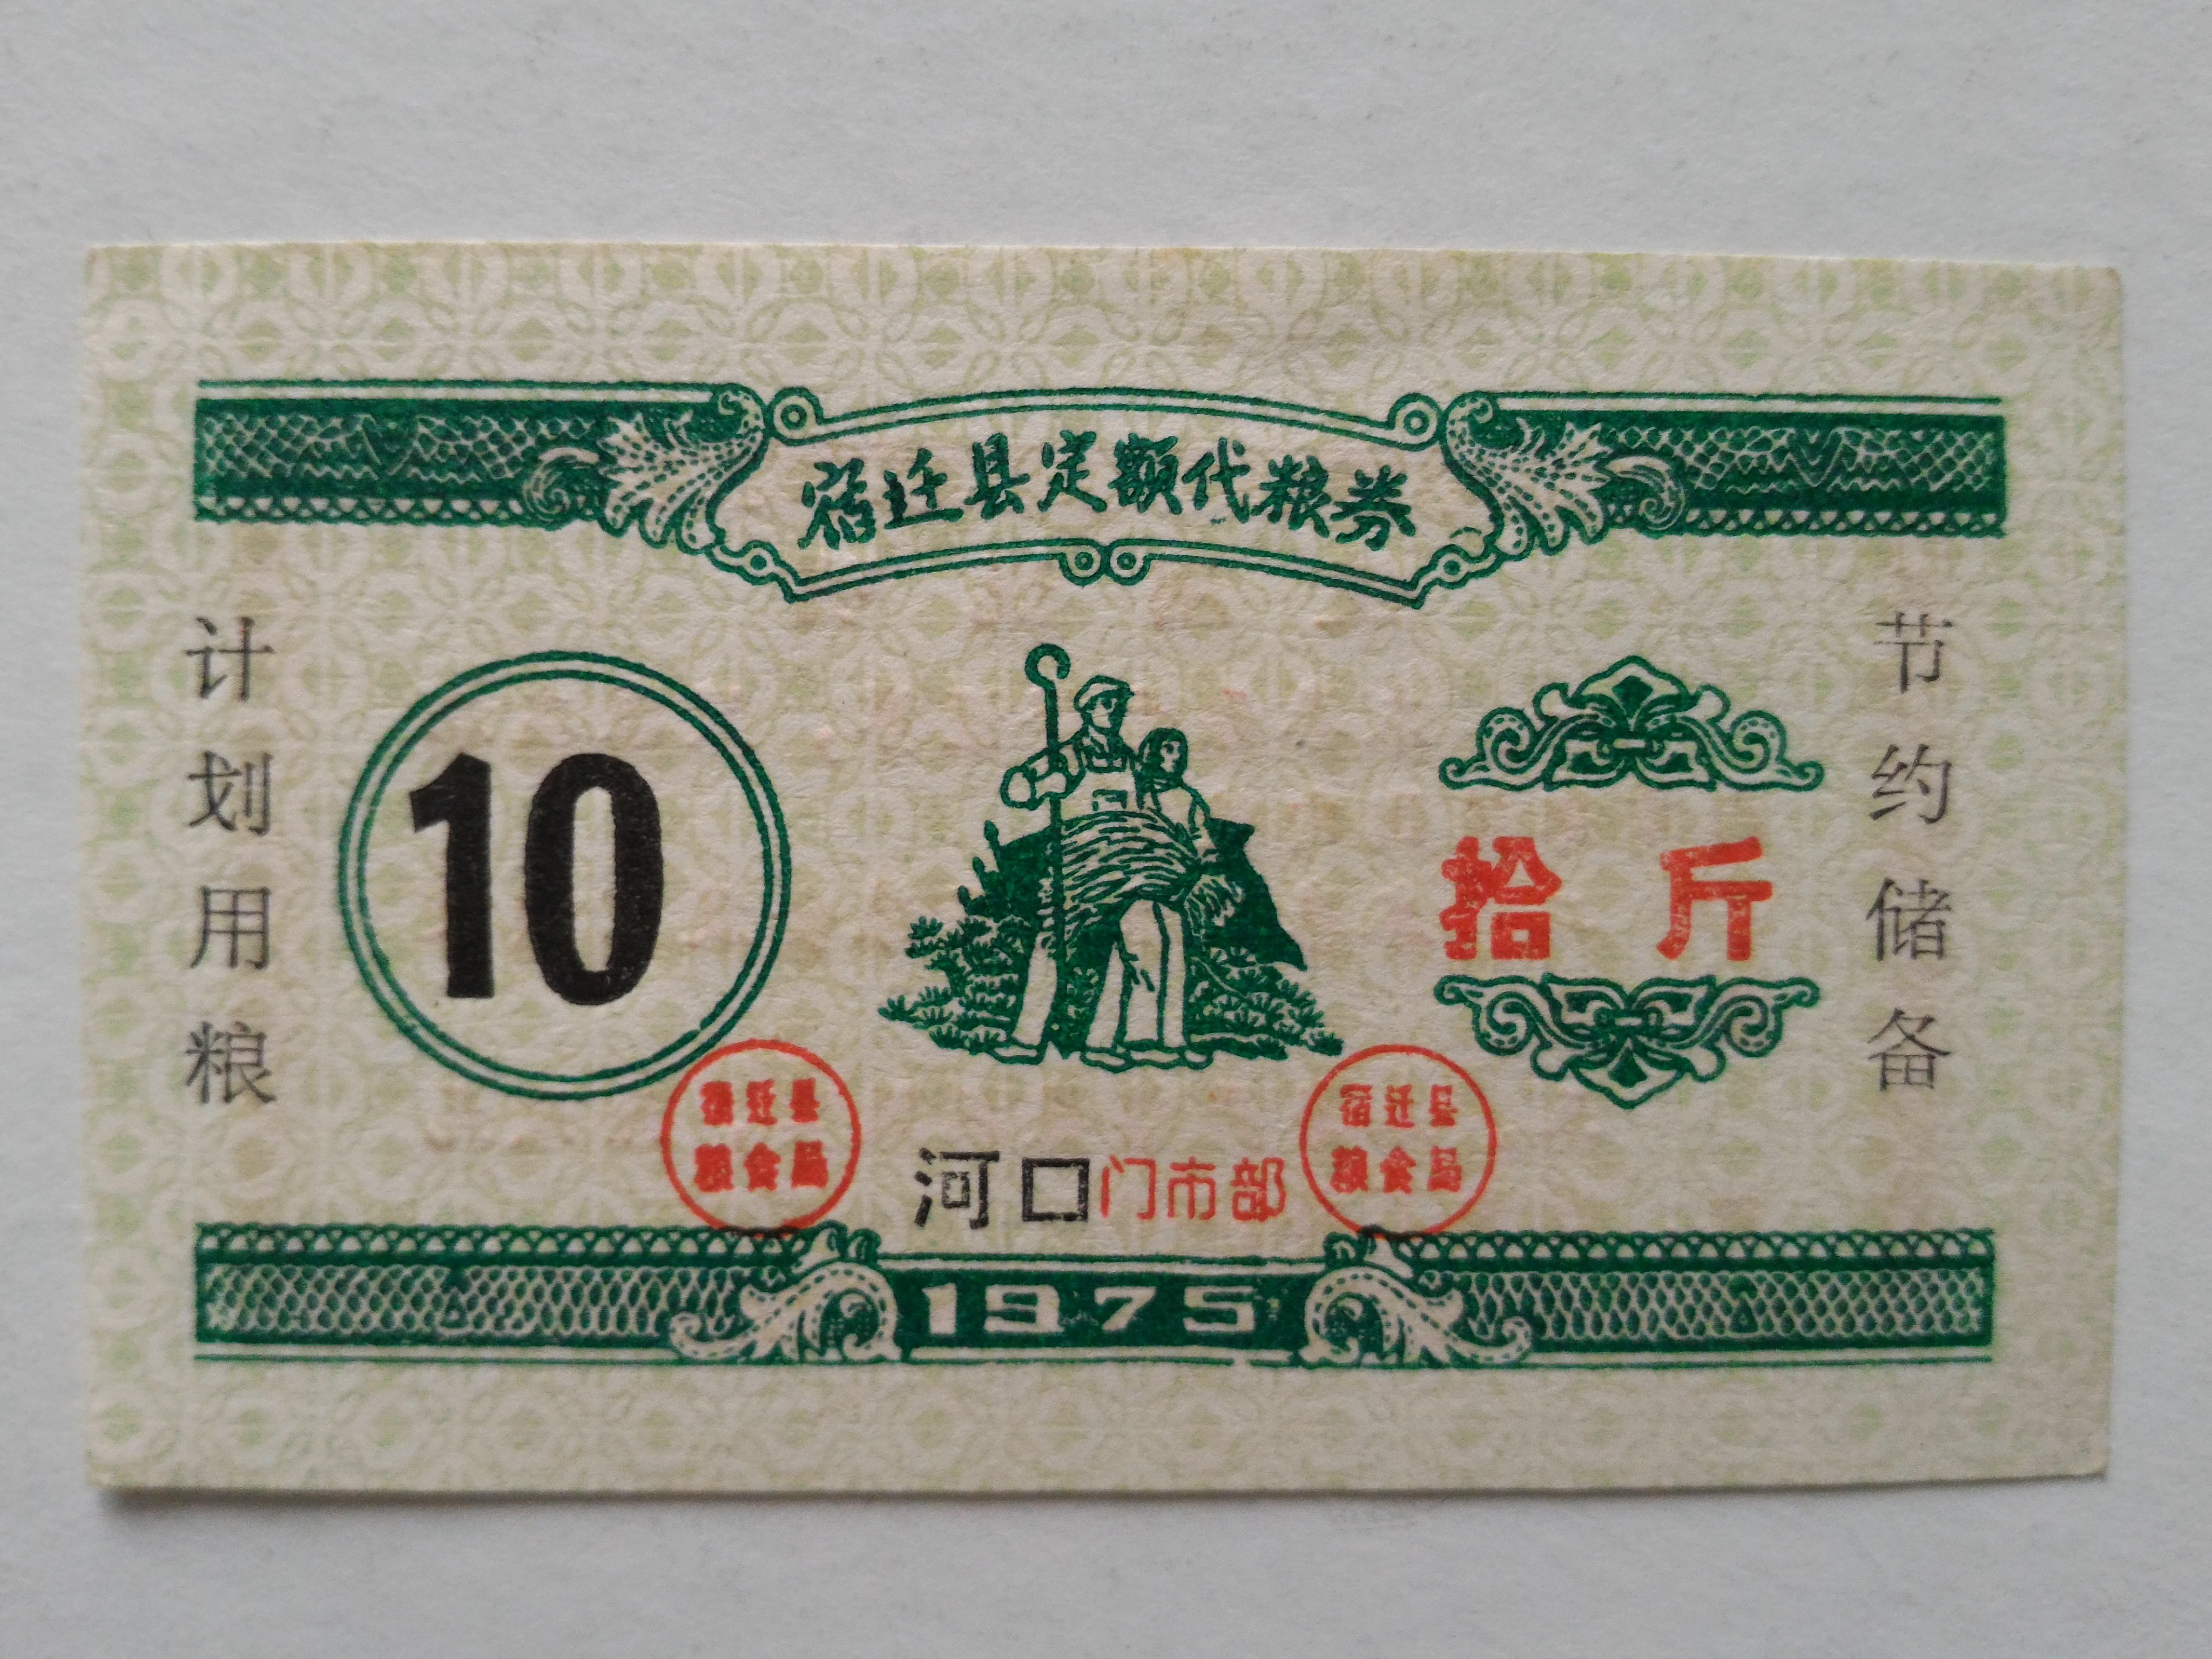 宿迁县定额代粮券
计划用粮
10
拾斤
节约储备
宿迁县
粮食局
河口门市部
宿迁县
粮食局
1975